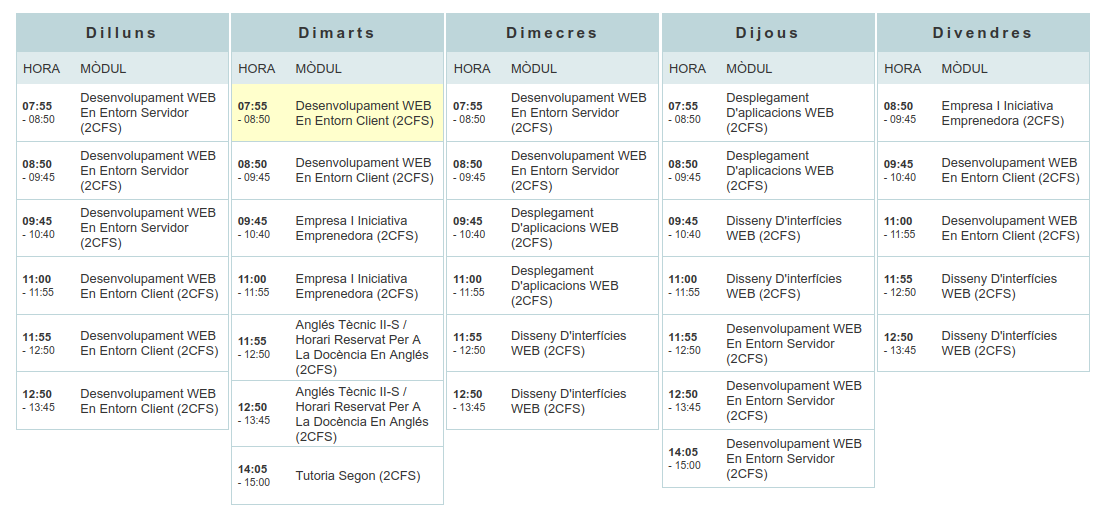 Dilluns
HORA MÒDUL
07:55
- 08:50
Desenvolupament WEB
En Entorn Servidor
(2CFS)
08:50
- 09:45
Desenvolupament WEB
En Entorn Servidor
(2CFS)
09:45
- 10:40
Desenvolupament WEB
En Entorn Servidor
(2CFS)
11:00
- 11:55
Desenvolupament WEB
En Entorn Client (2CFS)
11:55
- 12:50
Desenvolupament WEB
En Entorn Client (2CFS)
12:50
- 13:45
Desenvolupament WEB
En Entorn Client (2CFS)
Dimarts
HORA MÒDUL
07:55
- 08:50
Desenvolupament WEB
En Entorn Client (2CFS)
08:50
- 09:45
Desenvolupament WEB
En Entorn Client (2CFS)
09:45
- 10:40
Empresa I Iniciativa
Emprenedora (2CFS)
11:00
- 11:55
Empresa I Iniciativa
Emprenedora (2CFS)
11:55
- 12:50
Anglés Tècnic II-S /
Horari Reservat Per A
La Docència En Anglés
(2CFS)
12:50
- 13:45
Anglés Tècnic II-S /
Horari Reservat Per A
La Docència En Anglés
(2CFS)
14:05
- 15:00
Tutoria Segon (2CFS)
Dimecres
HORA MÒDUL
07:55
- 08:50
Desenvolupament WEB
En Entorn Servidor
(2CFS)
08:50
- 09:45
Desenvolupament WEB
En Entorn Servidor
(2CFS)
09:45
- 10:40
Desplegament
D'aplicacions WEB
(2CFS)
11:00
- 11:55
Desplegament
D'aplicacions WEB
(2CFS)
11:55
- 12:50
Disseny D'interfícies
WEB (2CFS)
12:50
- 13:45
Disseny D'interfícies
WEB (2CFS)
Dijous
HORA MÒDUL
07:55
- 08:50
Desplegament
D'aplicacions WEB
(2CFS)
08:50
- 09:45
Desplegament
D'aplicacions WEB
(2CFS)
09:45
- 10:40
Disseny D'interfícies
WEB (2CFS)
11:00
- 11:55
Disseny D'interfícies
WEB (2CFS)
11:55
- 12:50
Desenvolupament WEB
En Entorn Servidor
(2CFS)
12:50
- 13:45
Desenvolupament WEB
En Entorn Servidor
(2CFS)
14:05
- 15:00
Desenvolupament WEB
En Entorn Servidor
(2CFS)
Divendres
HORA MÒDUL
08:50
- 09:45
Empresa I Iniciativa
Emprenedora (2CFS)
09:45
- 10:40
Desenvolupament WEB
En Entorn Client (2CFS)
11:00
- 11:55
Desenvolupament WEB
En Entorn Client (2CFS)
11:55
- 12:50
Disseny D'interfícies
WEB (2CFS)
12:50
- 13:45
Disseny D'interfícies
WEB (2CFS)